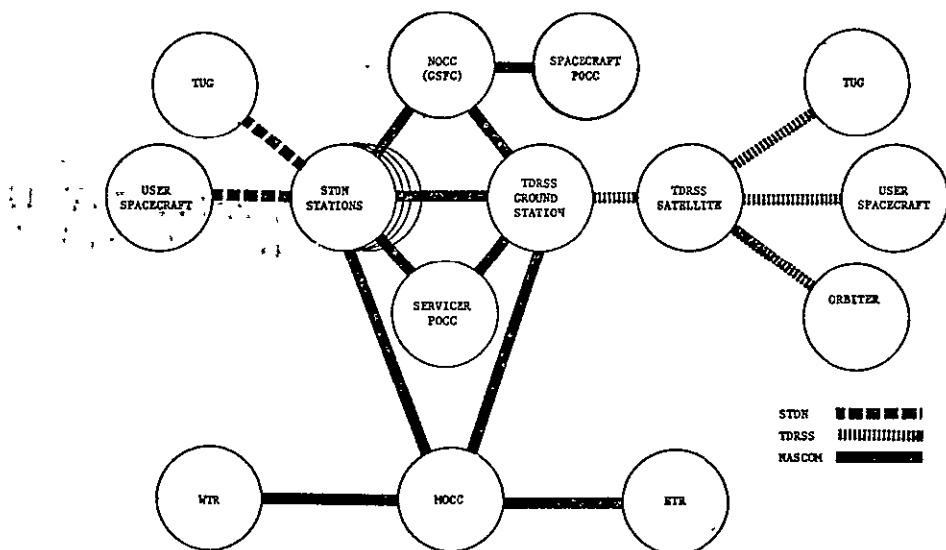 TUG
NOCC
(GSFC)
SPACECRAFT
POCC
TUG
USER
SPACECRAFT
STDN
STATIONS
TDRSS
GROUND
STATION
TDRSS
SATELLITE
USER
SPACECRAFT
SERVICER
POCC
ORBITER
STDN
TDRSS
NASCOM
WTR
MOCC
ETR